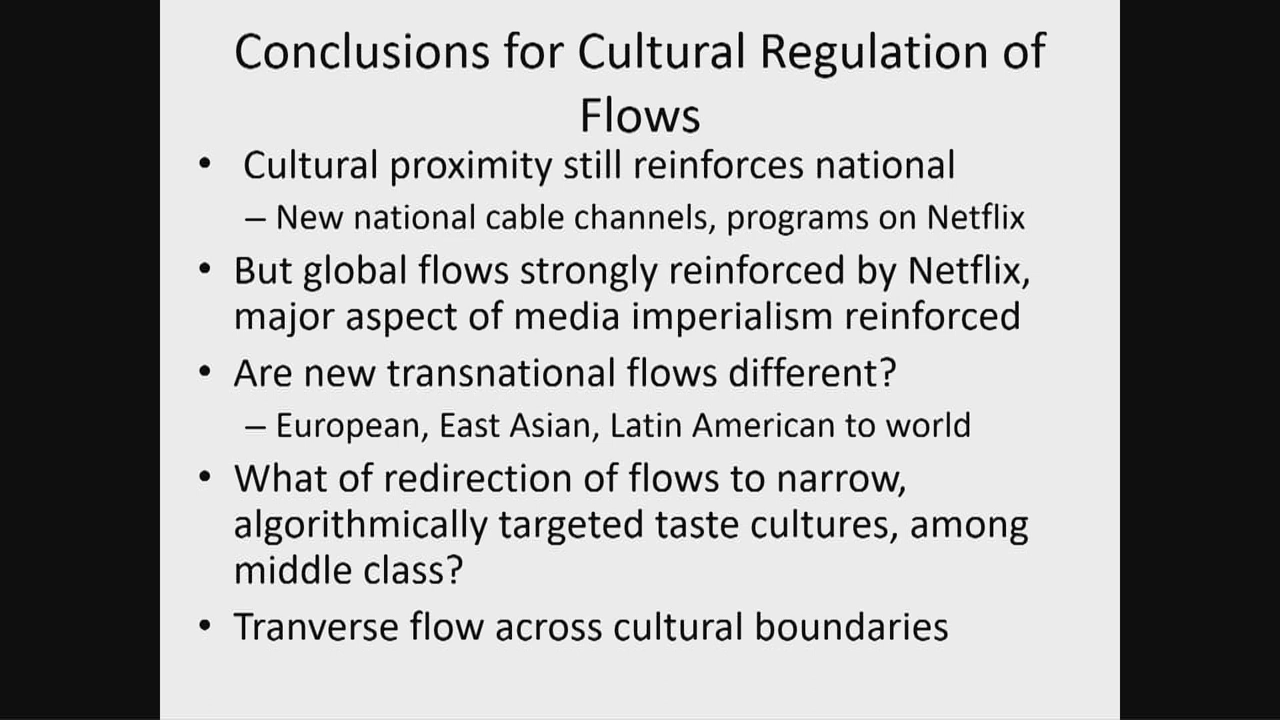 Conclusions for Cultural Regulation of
Flows
• Cultural proximity still reinforces national
– New national cable channels, programs on Netflix
• But global flows strongly reinforced by Netflix,
major aspect of media imperialism reinforced
• Are new transnational flows different?
– European, East Asian, Latin American to world
• What of redirection of flows to narrow,
algorithmically targeted taste cultures, among
middle class?
• Tranverse flow across cultural boundaries